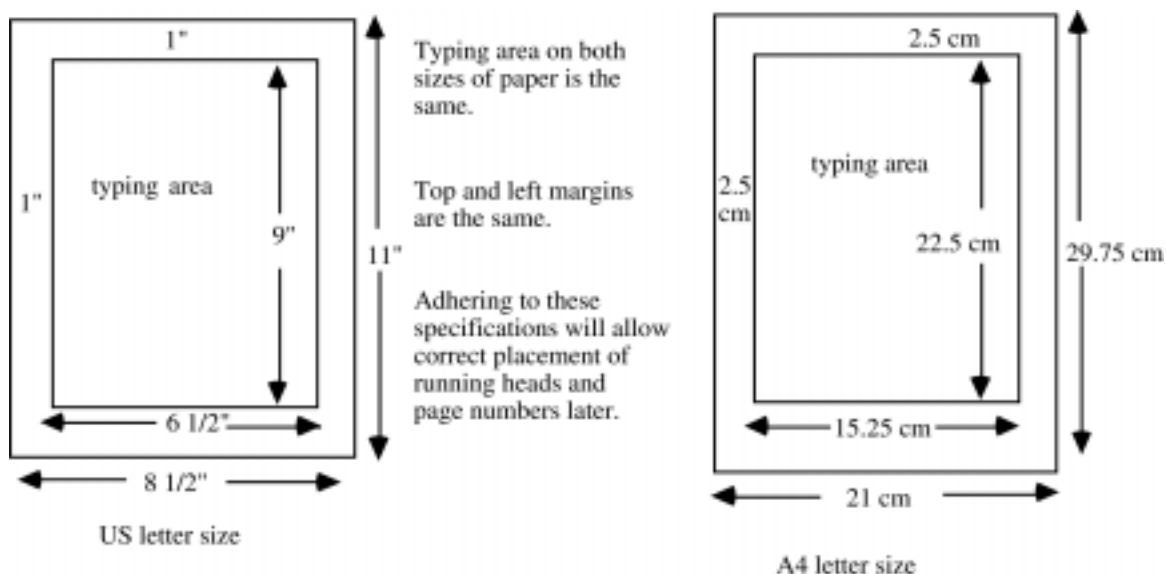 1"
1"
typing area
9"
11"
6 1/2"
8 1/2"
US letter size
Typing area on both
sizes of paper is the
same.
Top and left margins
are the same.
Adhering to these
specifications will allow
correct placement of
running heads and
page numbers later.
2.5 cm
2.5
cm
typing area
22.5 cm
29.75 cm
15.25 cm
21 cm
A4 letter size